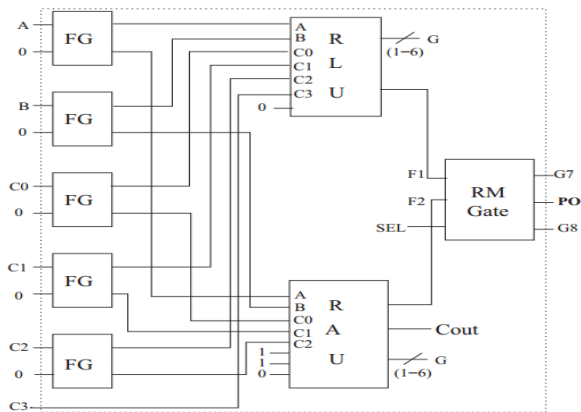 A
0
FG
B
0
FG
C0
0
FG
C1
0
FG
C2
0
FG
C3
A
B
C0
C1
C2
C3
0
R
L
U
G
(1−6)
F1
F2
SEL
RM
Gate
G7
PO
G8
A
B
C0
C1
C2
1
1
0
R
A
U
Cout
G
(1−6)